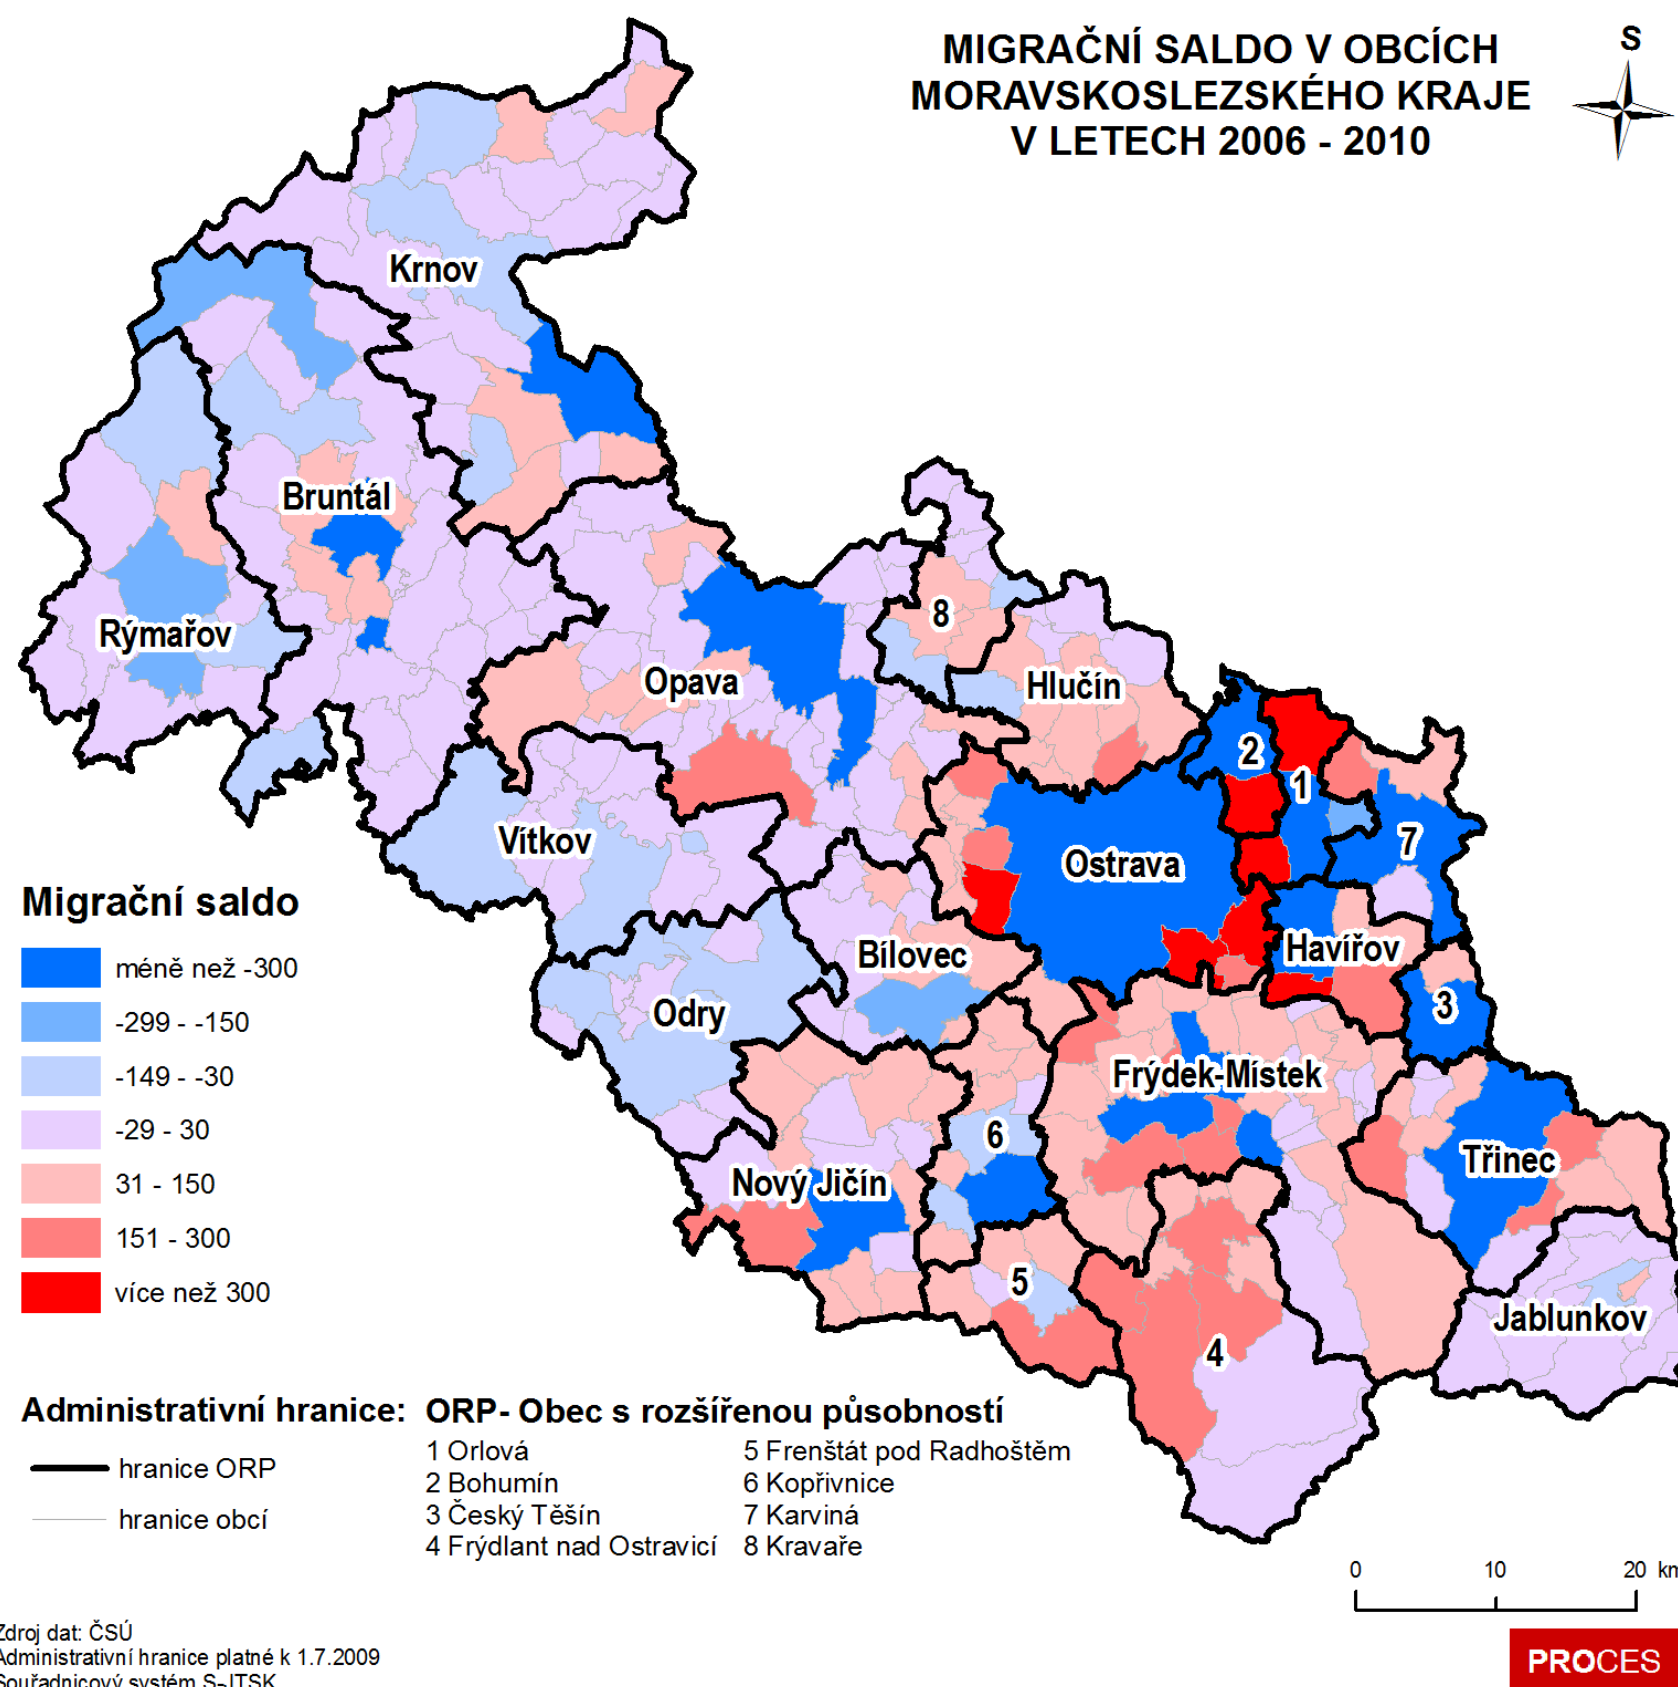 MIGRAČNÍ SALDO V OBCÍCH
MORAVSKOSLEZSKÉHO KRAJE
V LETECH 2006 - 2010
S
Krnov
Bruntál
Rýmařov
8
Opava
Hlučín
2
1
7
Vítkov
Ostrava
Bílovec
Havířov
Odry
3
Frýdek-Místek
6
Nový Jičín
Třinec
5
4
Jablunkov
Migrační saldo
méně než -300
-299 - -150
-149 - -30
-29 - 30
31 - 150
151 - 300
více než 300
Administrativní hranice:
hranice ORP
hranice obcí
ORP- Obec s rozšířenou působností
1 Orlová
2 Bohumín
3 Český Těšín
4 Frýdlant nad Ostravicí
5 Frenštát pod Radhoštěm
6 Kopřivnice
7 Karviná
8 Kravaře
0 10 20 km
Zdroj dat: ČSÚ
Administrativní hranice platné k 1.7.2009
Souřadnicový systém S-JTSK
PROCES